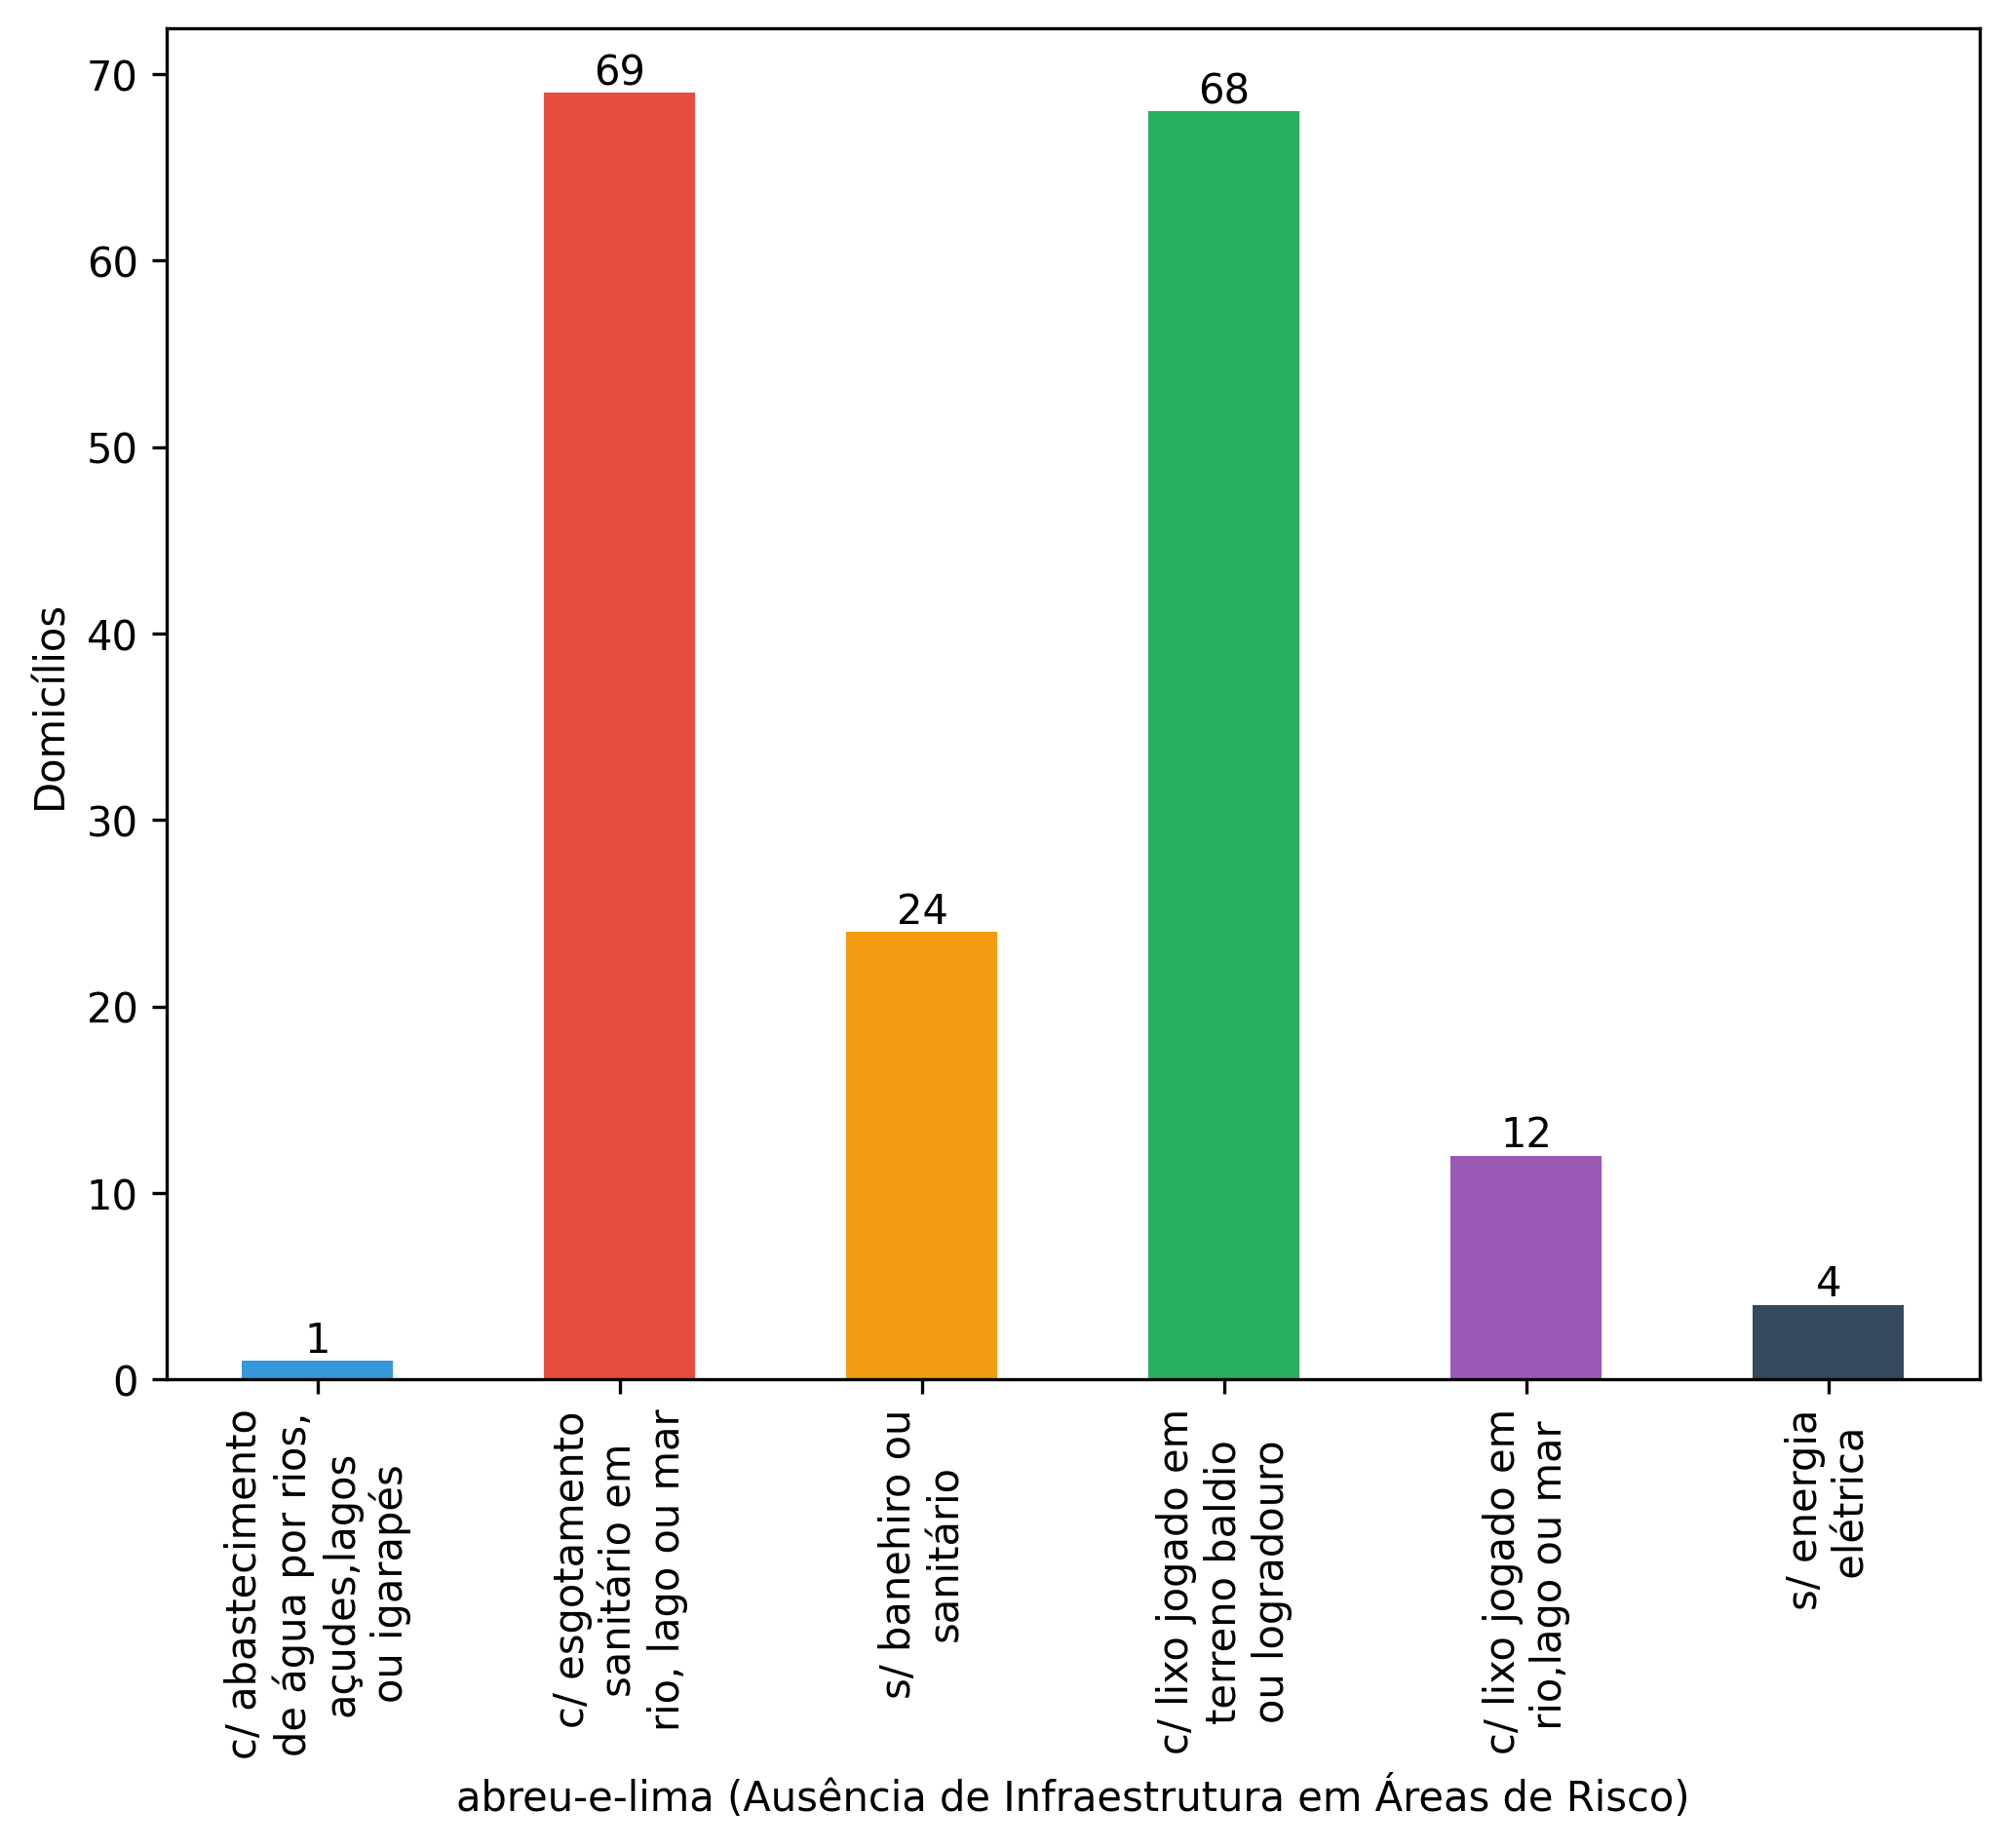 70
60
50
40
30
20
10
0
Domicílios
1
69
24
68
12
4
c/ abastecimento
de água por rios,
açudes,lagos
ou igarapés
c/ esgotamento
sanitário em
rio, lago ou mar
s/ banehiro ou
sanitário
c/ lixo jogado em
terreno baldio
ou logradouro
c/ lixo jogado em
rio,lago ou mar
s/ energia
elétrica
abreu-e-lima (Ausência de Infraestrutura em Áreas de Risco)